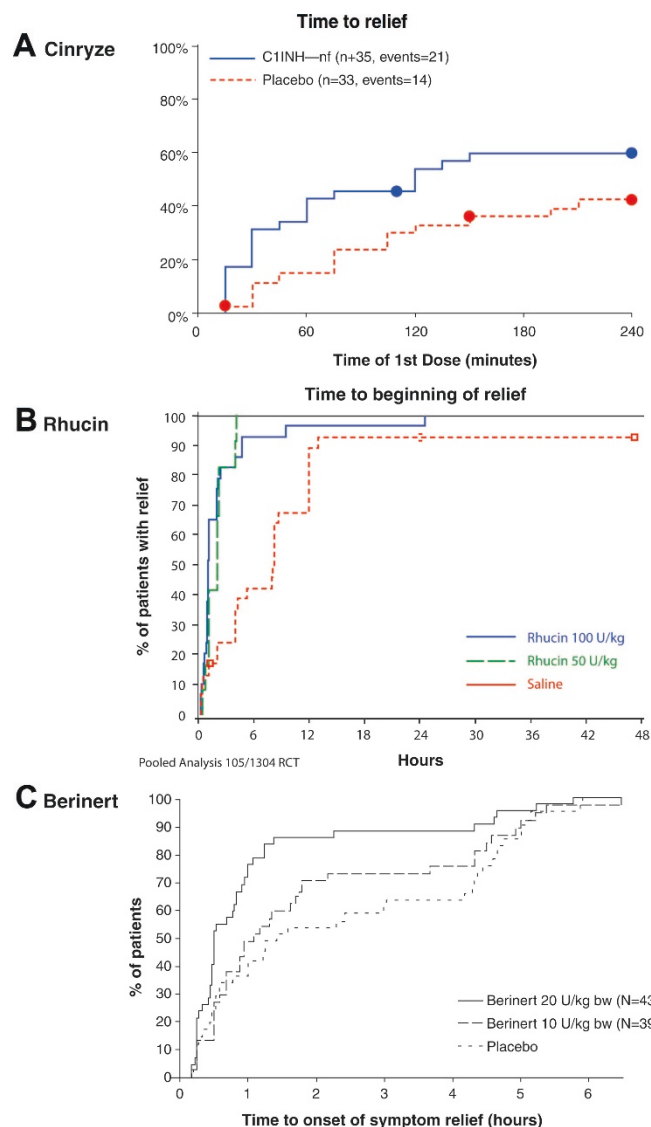 Time to relief
A Cinryze
C1INH—nf (n+35, events=21)
Placebo (n=33, events=14)
100%
80%
60%
40%
20%
0%
0 60 120 180 240
Time of 1st Dose (minutes)
Time to beginning of relief
B Rhucin
100
90
80
70
60
50
40
30
20
10
0
% of patients with relief
Rhucin 100 U/kg
Rhucin 50 U/kg
Saline
0 6 12 18 24 30 36 42 48
Pooled Analysis 105/1304 RCT
Hours
C Berinert
100
90
80
70
60
50
40
30
20
10
0
% of patients
Berinert 20 U/kg bw (N=43
Berinert 10 U/kg bw (N=39
Placebo
0 1 2 3 4 5 6
Time to onset of symptom relief (hours)